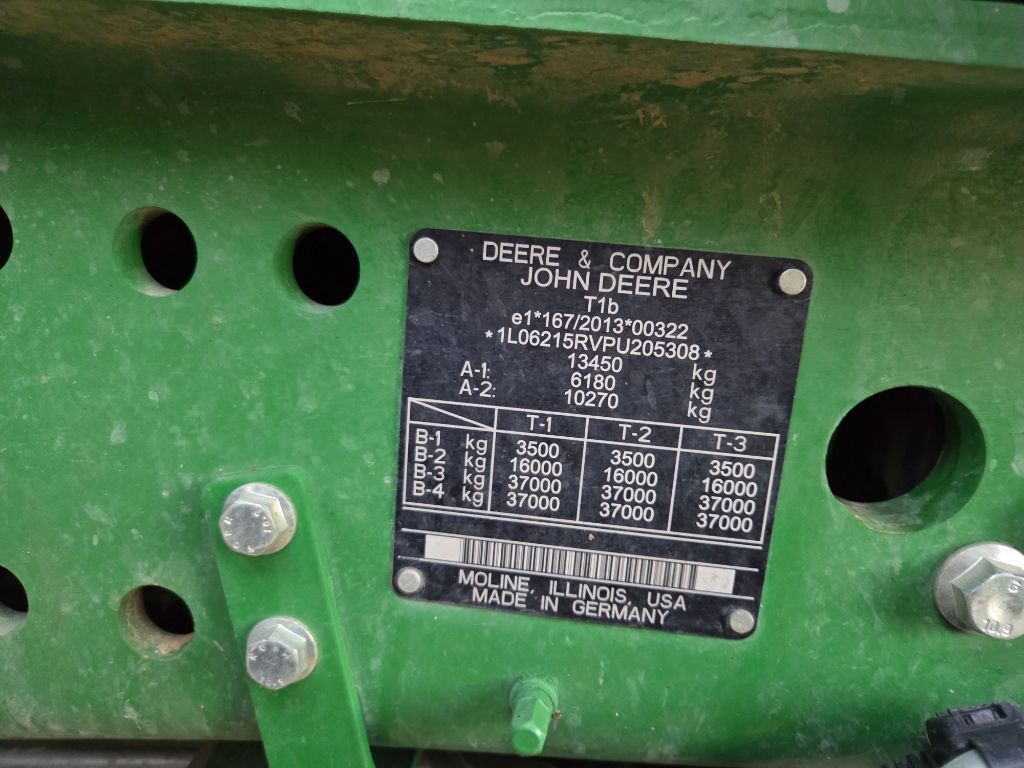 DEERE & COMPANY
JOHN DEERE
T1b
e1*167/2013*00322
*1L06215RVPU205308*
13450 kg
A-1: 6180 kg
A-2: 10270 kg
T-1 T-2 T-3
B-1 kg 3500 3500 3500
B-2 kg 16000 16000 16000
B-3 kg 37000 37000 37000
B-4 kg 37000 37000 37000
MOLINE, ILLINOIS, USA
MADE IN GERMANY
10.9